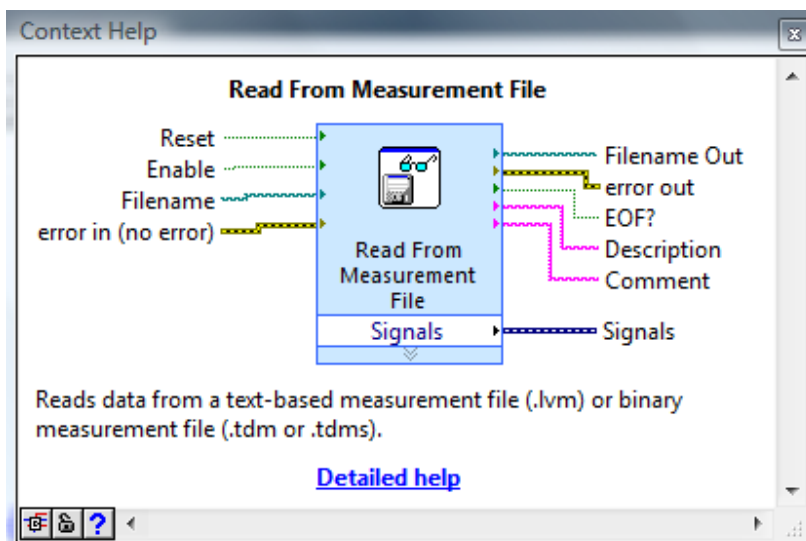 Context Help
Read From Measurement File
Reset
Enable
Filename
error in (no error)
Read From
Measurement
File
Signals
Filename Out
error out
EOF?
Description
Comment
Signals
Reads data from a text-based measurement file (.lvm) or binary
measurement file (.tdm or .tdms).
Detailed help
?